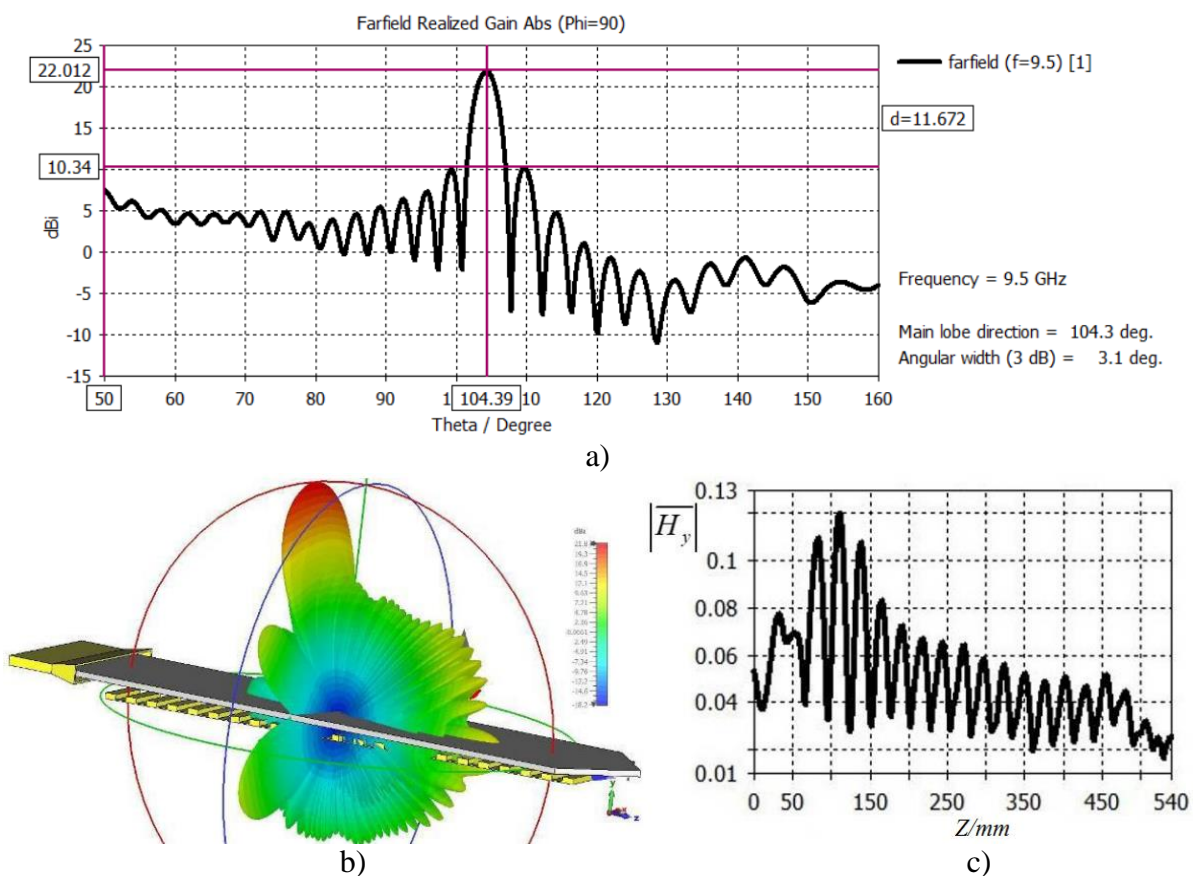 Farfield Realized Gain Abs (Phi=90)
25
22.012
20
15
10.34
5
0
-5
-10
-15
dBi
50 60 70 80 90 1 104.39 10 120 130 140 150 160
Theta / Degree
farfield (f=9.5) [1]
d=11.672
Frequency = 9.5 GHz
Main lobe direction = 104.3 deg.
Angular width (3 dB) = 3.1 deg.
a)
y
x
z
b)
|H_y|
0.13
0.1
0.08
0.06
0.04
0.01
0 50 150 250 350 450 540
Z/mm
c)